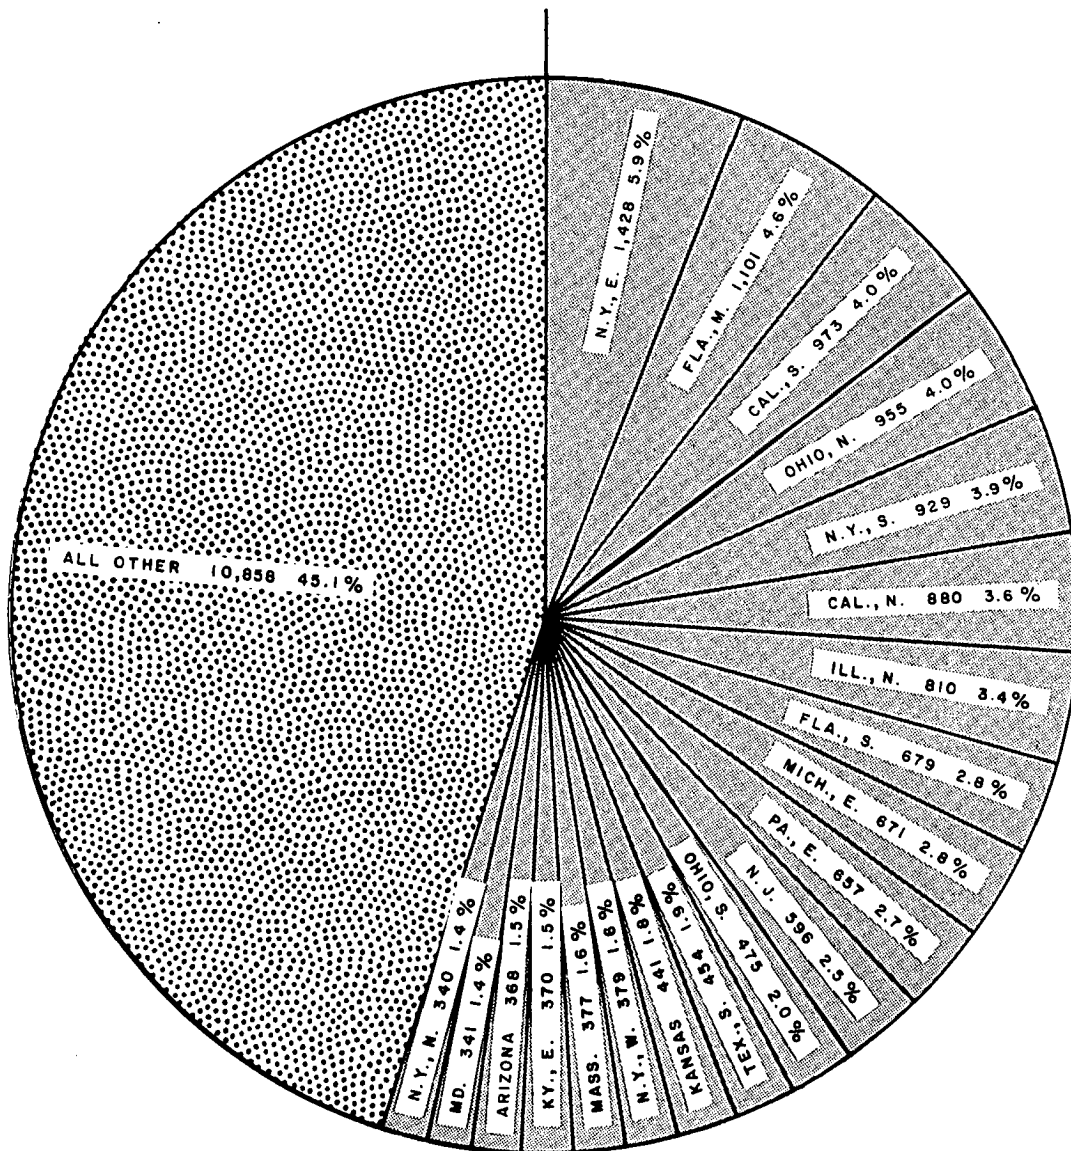 N.Y., E. 1,428 5.9%
FLA., M. 1,101 4.6%
CAL., S. 973 4.0%
OHIO, N. 955 4.0%
N.Y., S. 929 3.9%
CAL., N. 880 3.6%
ILL., N. 810 3.4%
FLA., S. 679 2.8%
MICH., E. 671 2.8%
PA., E. 657 2.7%
N.J. 596 2.5%
OHIO, S. 475 2.0%
TEX., S. 454 1.9%
KANSAS 441 1.8%
N.Y., W. 379 1.6%
MASS. 377 1.6%
KY., E. 370 1.5%
ARIZONA 368 1.5%
MD. 341 1.4%
N.Y., N. 340 1.4%
ALL OTHER 10,858 45.1%